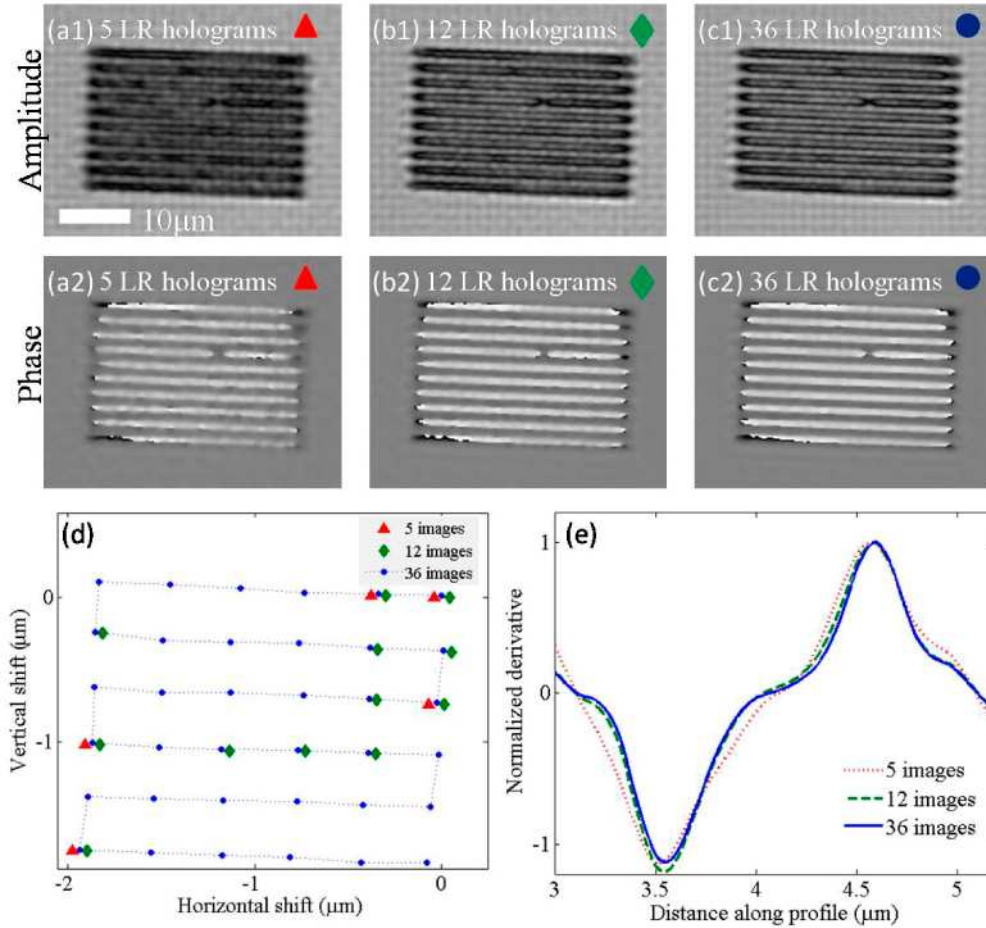 Amplitude
(a1) 5 LR holograms
(b1) 12 LR holograms
(c1) 36 LR holograms
10μm
Phase
(a2) 5 LR holograms
(b2) 12 LR holograms
(c2) 36 LR holograms
(d)
5 images
12 images
36 images
0
-1
Vertical shift (μm)
-2
-1
0
Horizontal shift (μm)
(e)
1
0
-1
Normalized derivative
5 images
12 images
36 images
3
3.5
4
4.5
5
Distance along profile (μm)